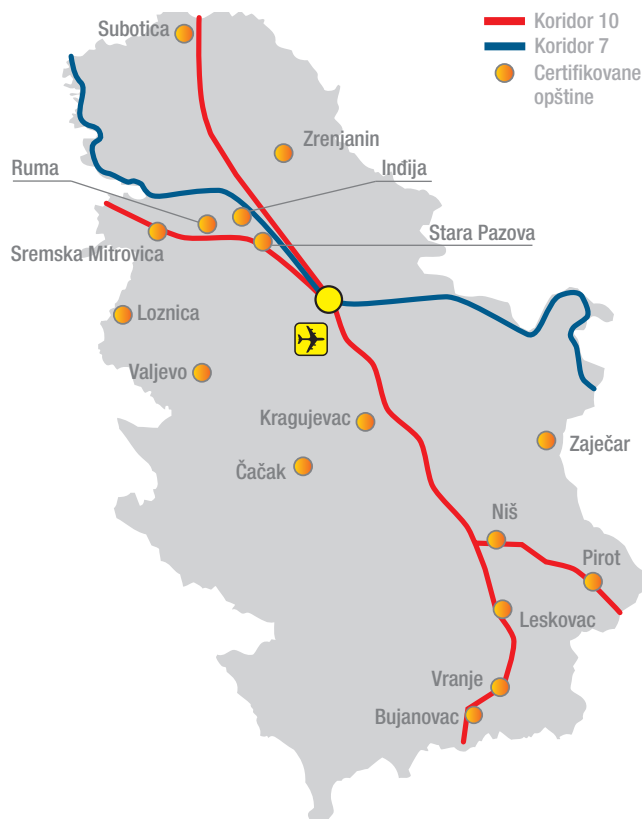 Koridor 10
Koridor 7
Certifikovane
opštine
Subotica
Zrenjanin
Ruma
Inđija
Stara Pazova
Sremska Mitrovica
Loznica
Valjevo
Kragujevac
Zaječar
Čačak
Niš
Pirot
Leskovac
Vranje
Bujanovac